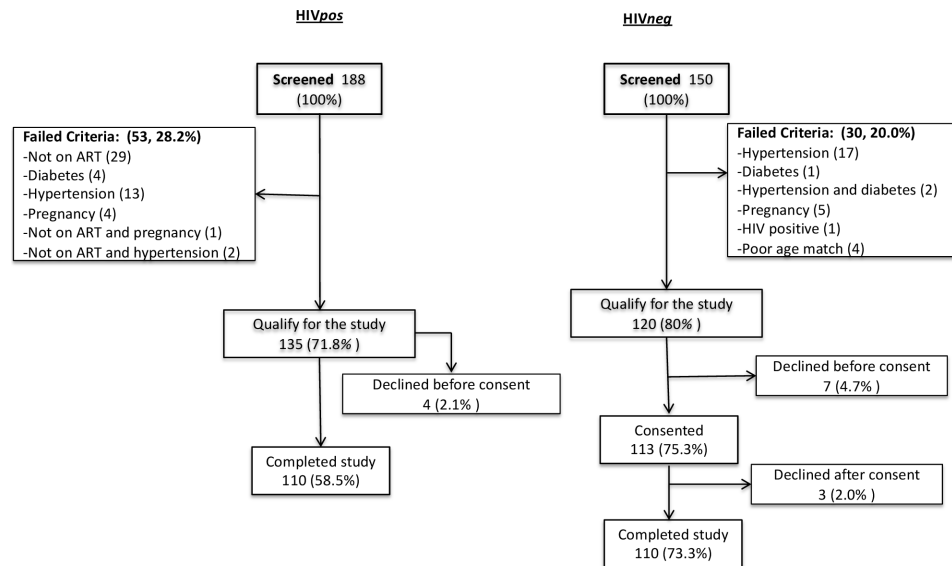 HIVpos
Screened 188
(100%)
Failed Criteria: (53, 28.2%)
-Not on ART (29)
-Diabetes (4)
-Hypertension (13)
-Pregnancy (4)
-Not on ART and pregnancy (1)
-Not on ART and hypertension (2)
Qualify for the study
135 (71.8% )
Declined before consent
4 (2.1% )
Completed study
110 (58.5%)
HIVneg
Screened 150
(100%)
Failed Criteria: (30, 20.0%)
-Hypertension (17)
-Diabetes (1)
-Hypertension and diabetes (2)
-Pregnancy (5)
-HIV positive (1)
-Poor age match (4)
Qualify for the study
120 (80% )
Declined before consent
7 (4.7% )
Consented
113 (75.3%)
Declined after consent
3 (2.0% )
Completed study
110 (73.3%)